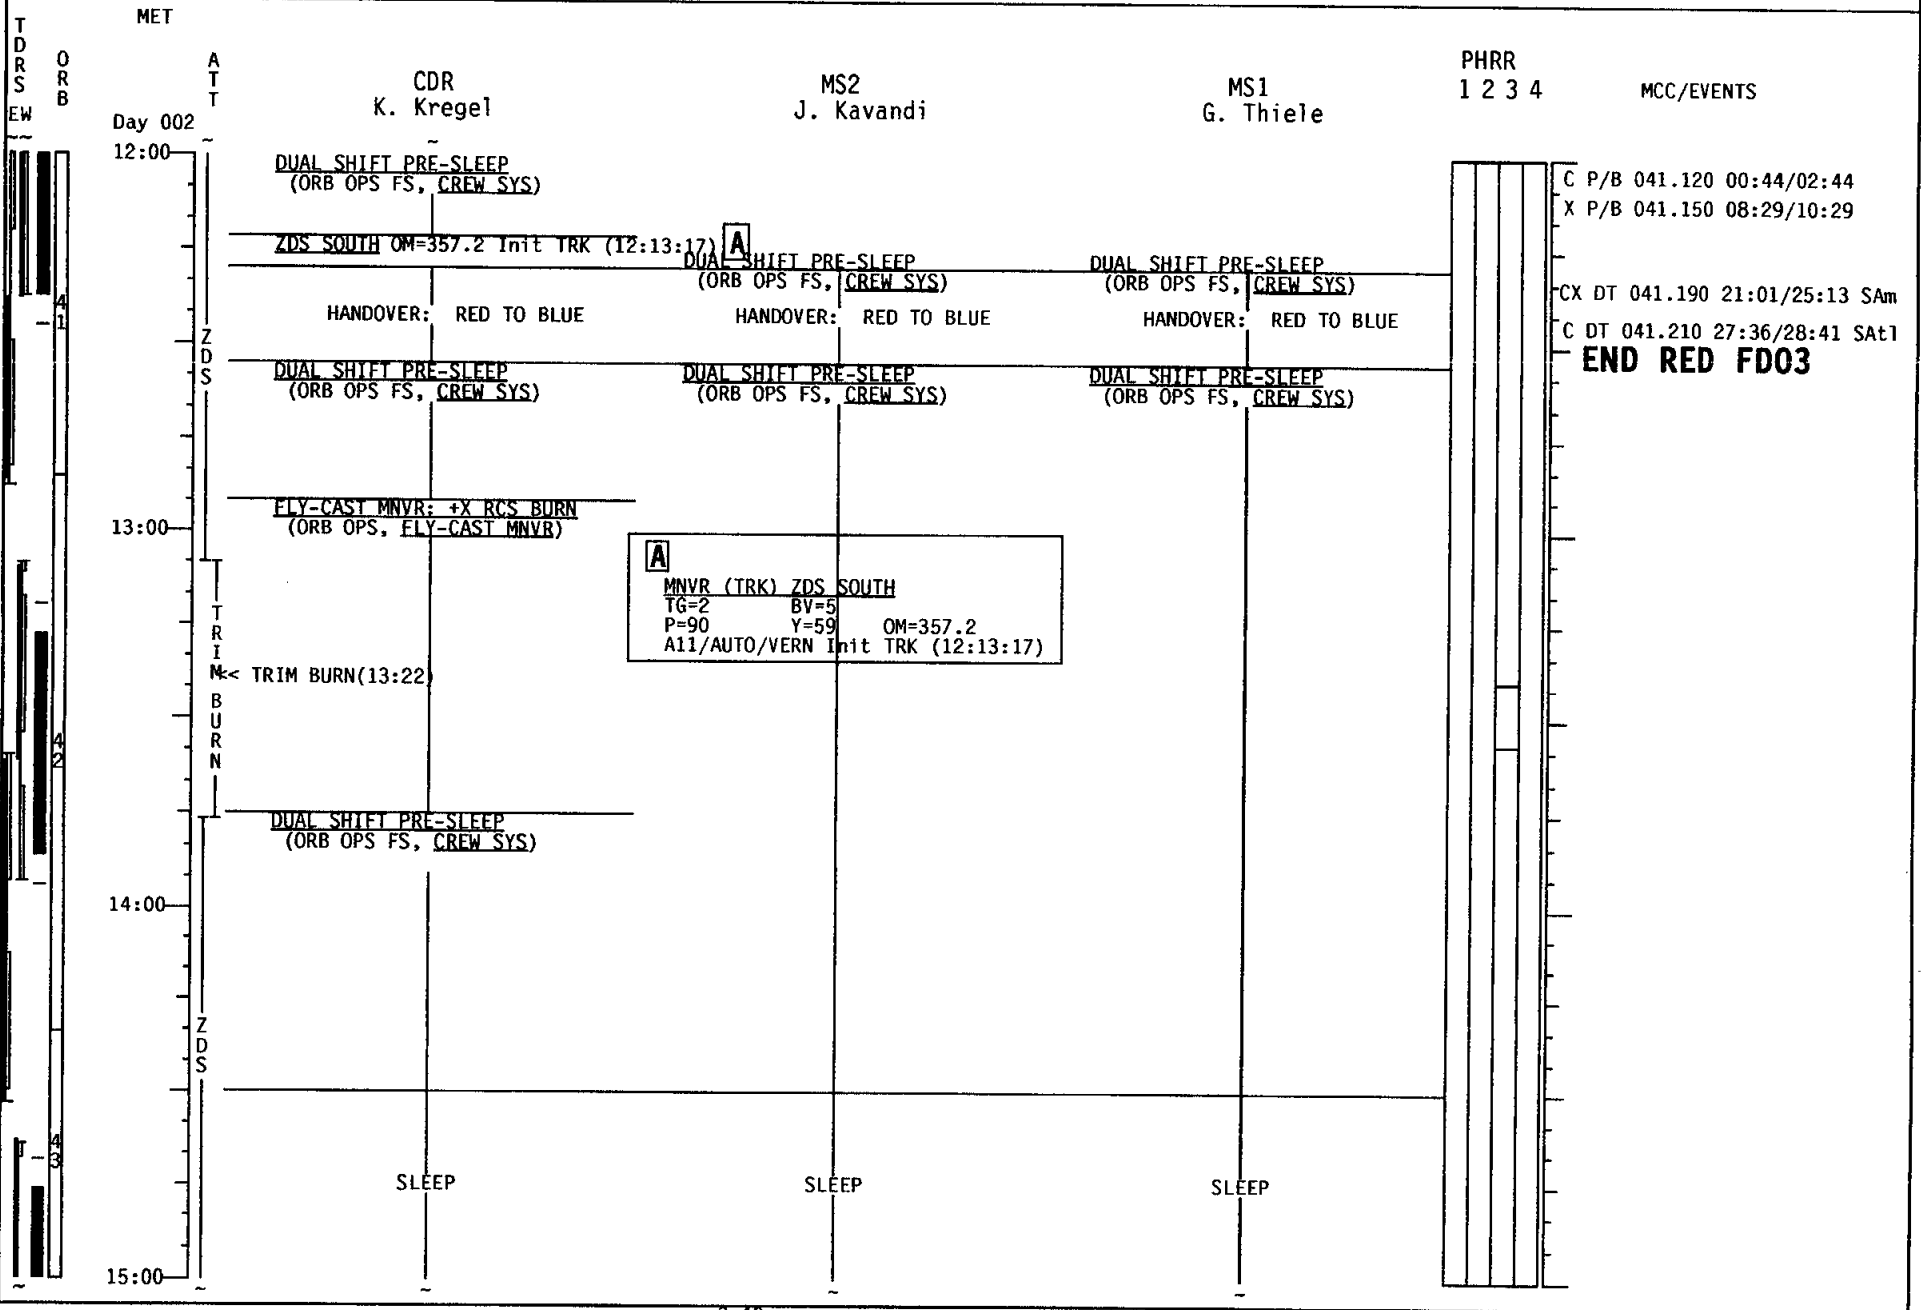 MET
TDRS
ORB
ATT
PHRR
CDR
MS2
MS1
1 2 3 4
MCC/EVENTS
K. Kregel
J. Kavandi
G. Thiele
EW
Day 002
12:00
DUAL SHIFT PRE-SLEEP
(ORB OPS FS, CREW SYS)
C P/B 041.120 00:44/02:44
X P/B 041.150 08:29/10:29
ZDS SOUTH OM=357.2 Init TRK (12:13:17) A
DUAL SHIFT PRE-SLEEP
(ORB OPS FS, CREW SYS)
DUAL SHIFT PRE-SLEEP
(ORB OPS FS, CREW SYS)
CX DT 041.190 21:01/25:13 SAm
41
HANDOVER: RED TO BLUE
HANDOVER: RED TO BLUE
HANDOVER: RED TO BLUE
C DT 041.210 27:36/28:41 SAtl
ZDS
END RED FD03
DUAL SHIFT PRE-SLEEP
(ORB OPS FS, CREW SYS)
DUAL SHIFT PRE-SLEEP
(ORB OPS FS, CREW SYS)
DUAL SHIFT PRE-SLEEP
(ORB OPS FS, CREW SYS)
FLY-CAST MNVR: +X RCS BURN
(ORB OPS, FLY-CAST MNVR)
13:00
A
MNVR (TRK) ZDS SOUTH
TG=2 BV=5
P=90 Y=59 OM=357.2
A11/AUTO/VERN Init TRK (12:13:17)
TRIM BURN
<< TRIM BURN(13:22)
42
DUAL SHIFT PRE-SLEEP
(ORB OPS FS, CREW SYS)
14:00
ZDS
43
SLEEP
SLEEP
SLEEP
15:00